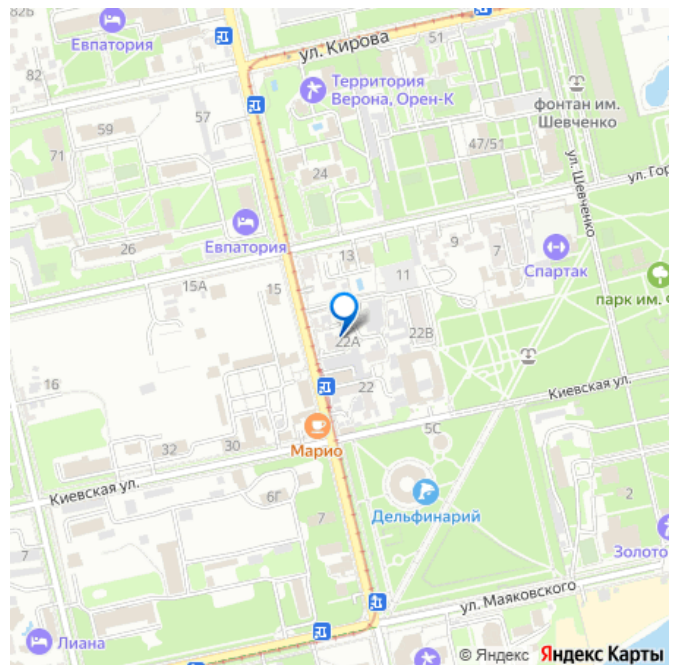 82Б
Евпатория
ул. Кирова
51
82
Территория
Верона, Орен-К
фонтан им.
Шевченко
59
57
71
47/51
24
ул. Шевченко
ул. Гор
Евпатория
26
13
9
7
Спартак
11
15А
15
парк им. Ф
22А
22В
16
22
Киевская ул.
Марио
5С
32
30
Киевская ул.
6Г
7
Дельфинарий
2
7
Золото
ул. Маяковского
Лиана
© Яндекс Яндекс Карты